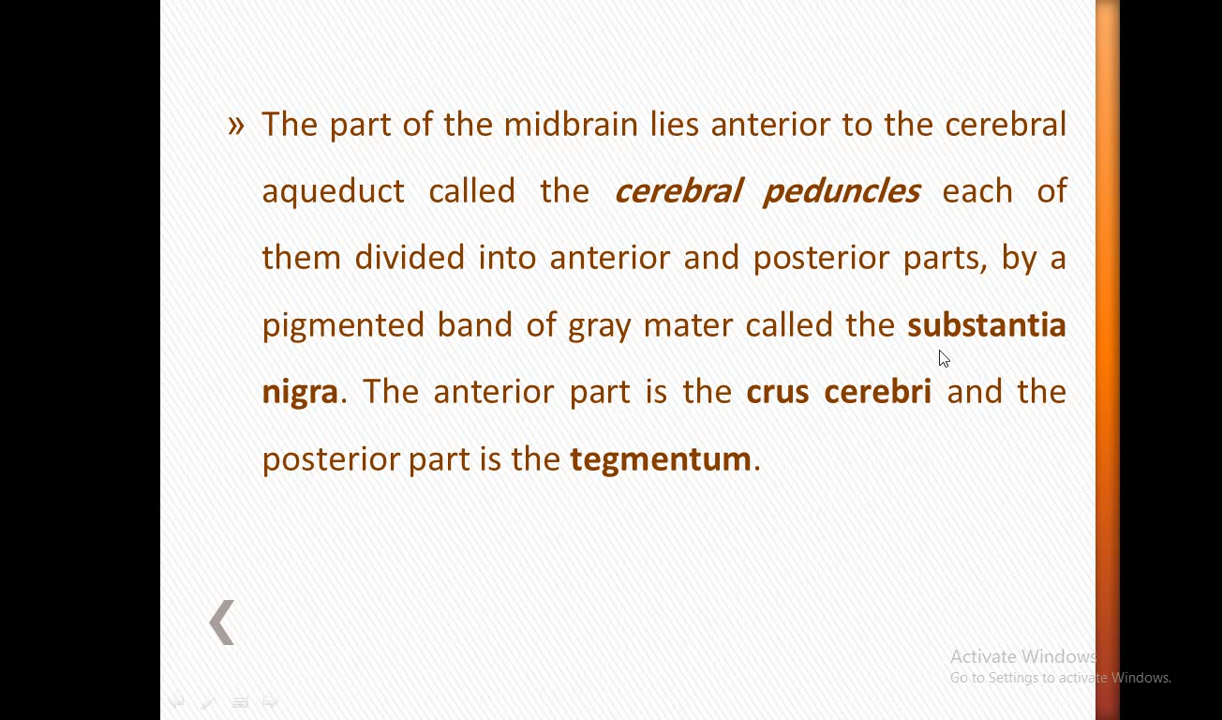 » The part of the midbrain lies anterior to the cerebral
aqueduct called the cerebral peduncles each of
them divided into anterior and posterior parts, by a
pigmented band of gray mater called the substantia
nigra. The anterior part is the crus cerebri and the
posterior part is the tegmentum.
Activate Windows
Go to Settings to activate Windows.